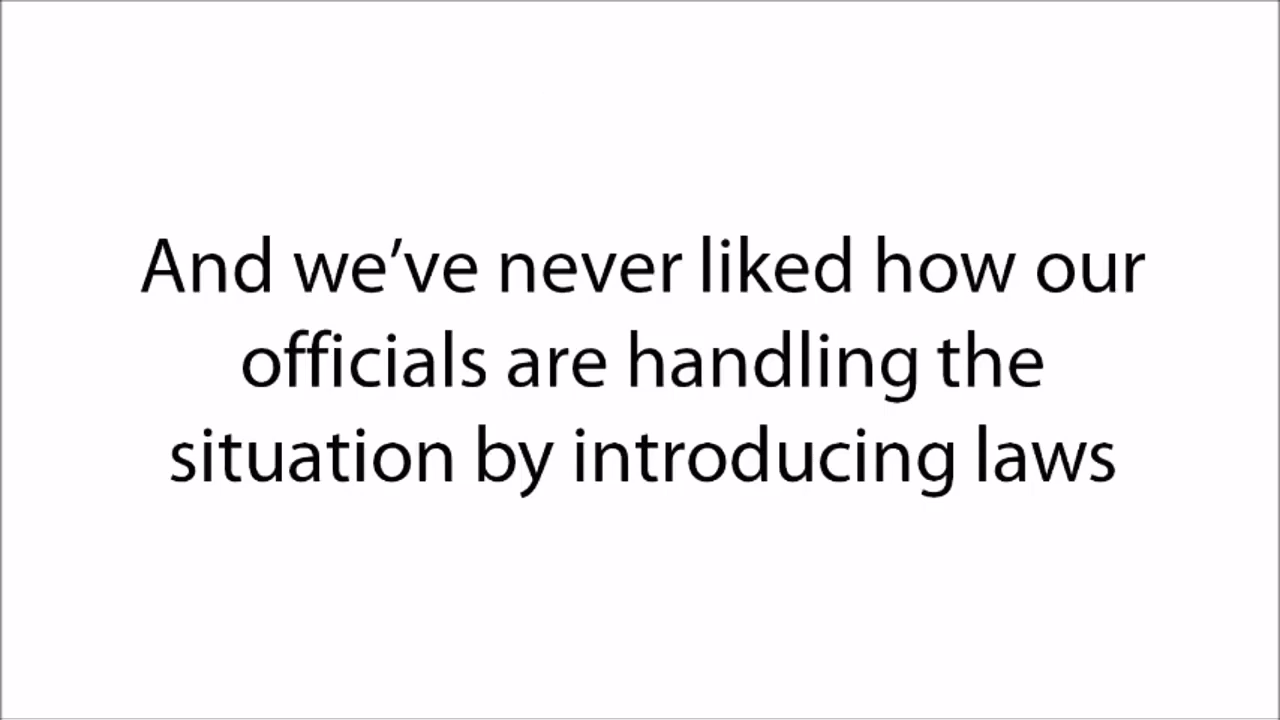 And we’ve never liked how our
officials are handling the
situation by introducing laws